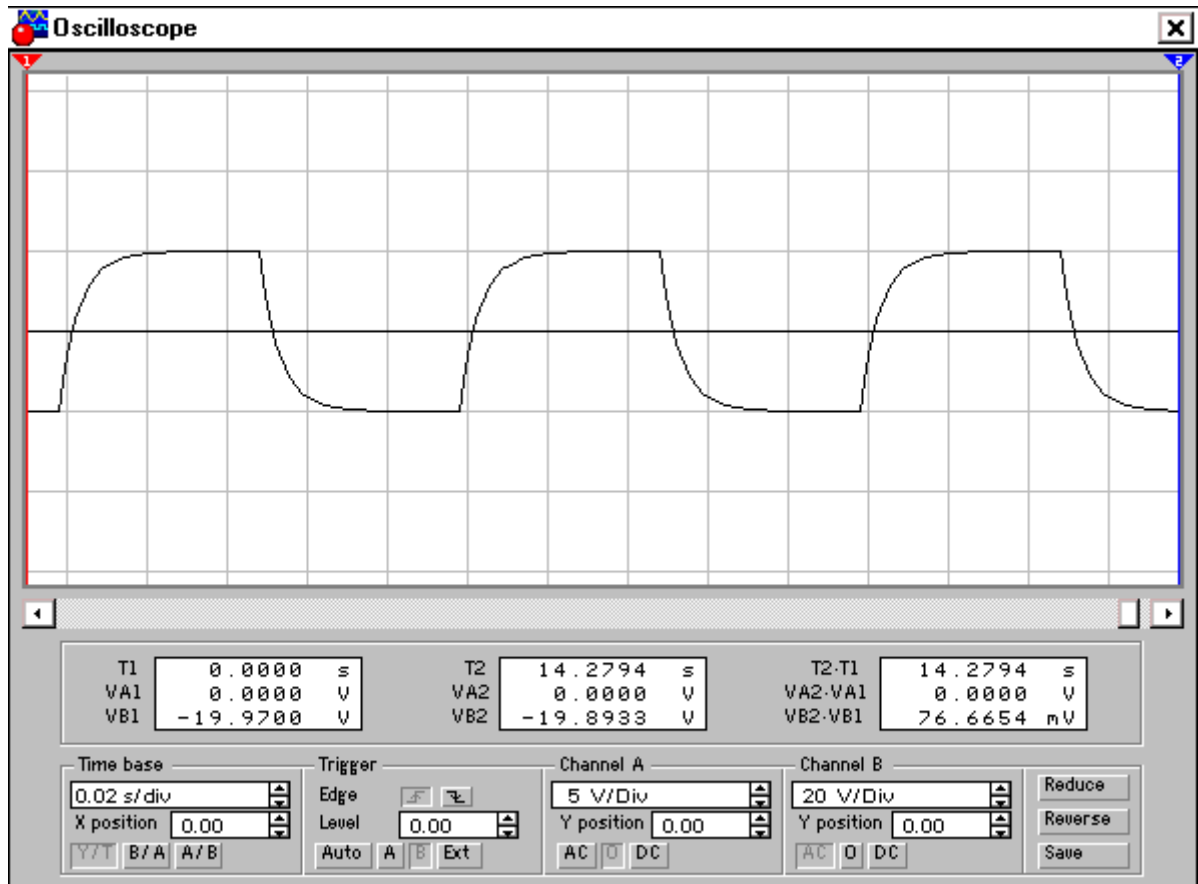 Oscilloscope
1 2
T1 0.0000 s T2 14.2794 s T2-T1 14.2794 s
VA1 0.0000 V VA2 0.0000 V VA2-VA1 0.0000 V
VB1 -19.9700 V VB2 -19.8933 V VB2-VB1 76.6654 mV
Time base Trigger Channel A Channel B
0.02 s/div Edge 5 V/Div 20 V/Div Reduce
X position 0.00 Level 0.00 Y position 0.00 Y position 0.00 Reverse
Y/T B/A A/B Auto A B Ext AC 0 DC AC 0 DC Save